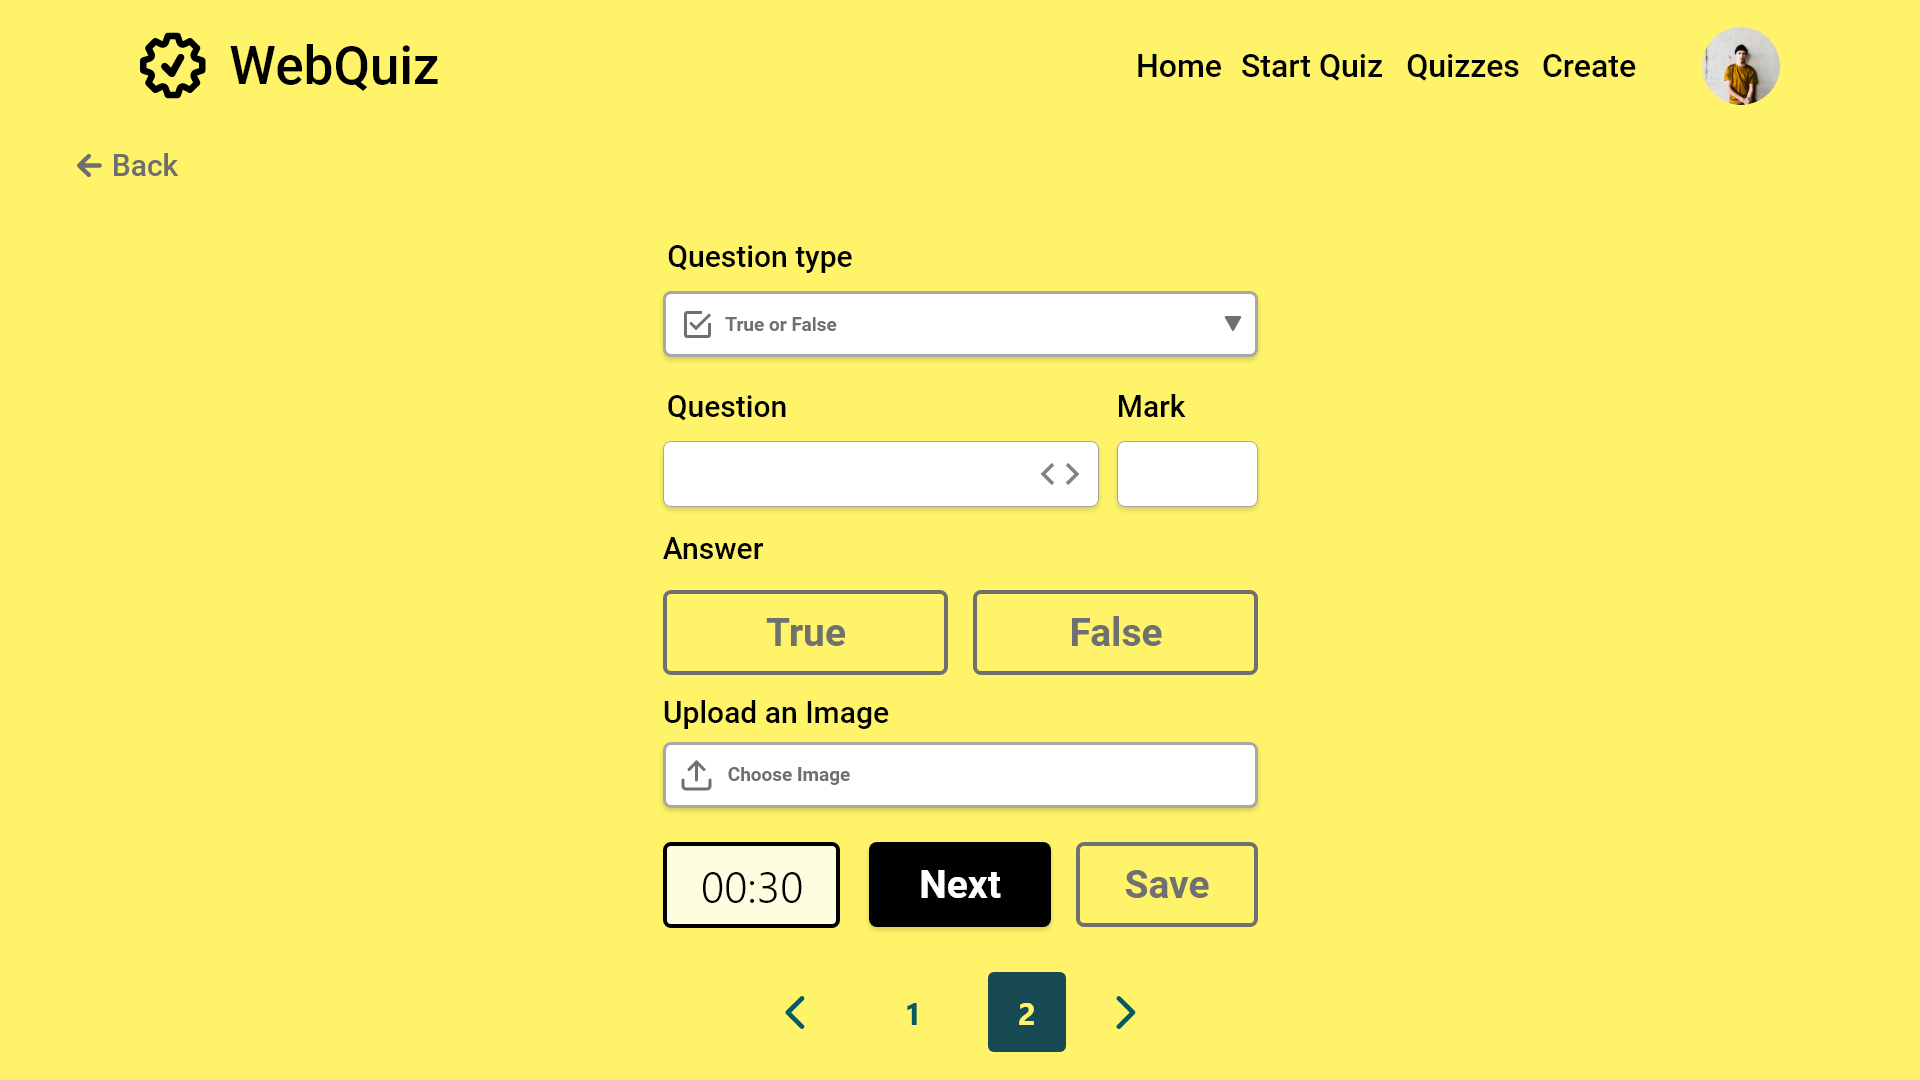 WebQuiz
Home Start Quiz Quizzes Create
Back
Question type
True or False
Question Mark
Answer
True False
Upload an Image
Choose Image
00:30 Next Save
1 2